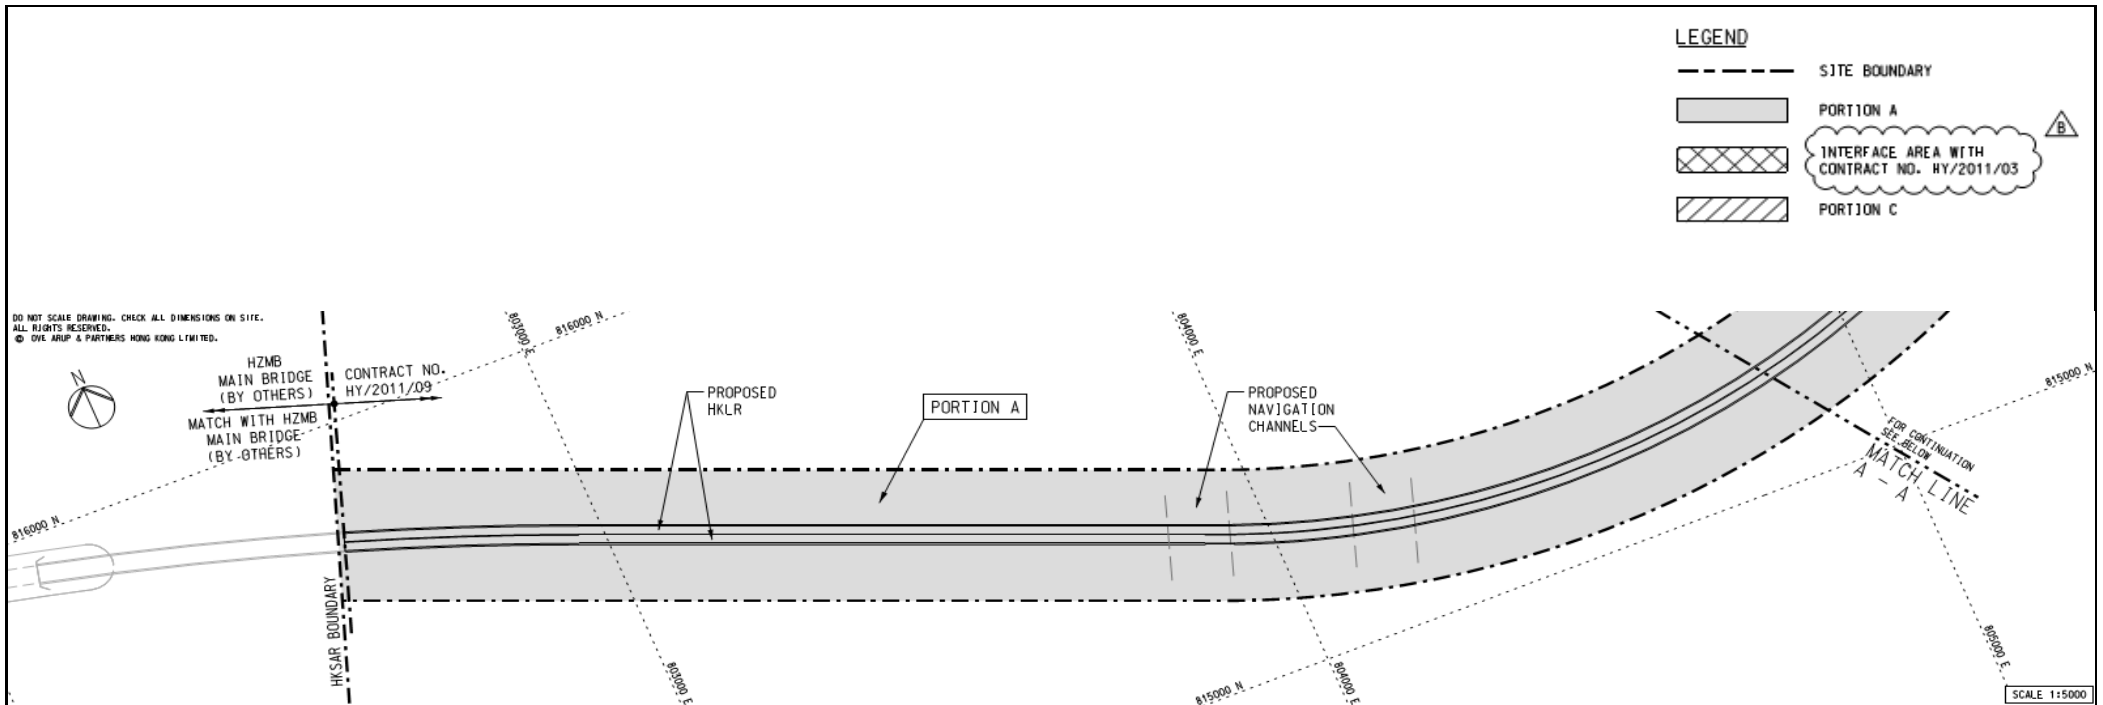 LEGEND
SITE BOUNDARY
PORTION A
B
INTERFACE AREA WITH
CONTRACT NO. HY/2011/03
PORTION C
DO NOT SCALE DRAWING. CHECK ALL DIMENSIONS ON SITE.
ALL RIGHTS RESERVED.
© OVE ARUP & PARTNERS HONG KONG LIMITED.
N
HZMB
MAIN BRIDGE
(BY OTHERS)
CONTRACT NO.
HY/2011/09
MATCH WITH HZMB
MAIN BRIDGE
(BY OTHERS)
803000 E
816000 N
804000 E
PROPOSED
HKLR
PORTION A
PROPOSED
NAVIGATION
CHANNELS
815000 N
FOR CONTINUATION
SEE BELOW
MATCH LINE
A - A
816000 N
HKSAR BOUNDARY
803000 E
815000 N
804000 E
805000 E
SCALE 1:5000